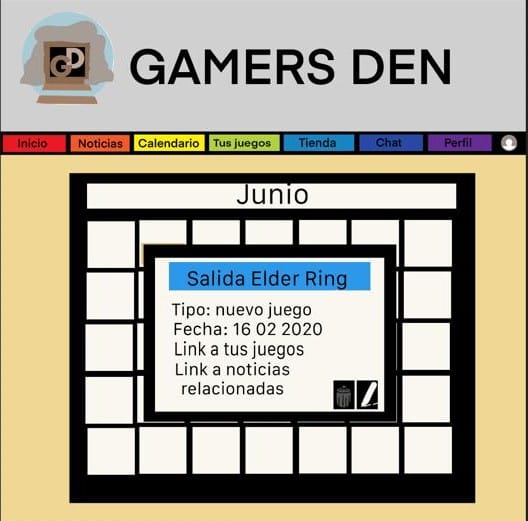 GD
GAMERS DEN
Inicio Noticias Calendario Tus juegos Tienda Chat Perfil
Junio
Salida Elder Ring
Tipo: nuevo juego
Fecha: 16 02 2020
Link a tus juegos
Link a noticias
relacionadas